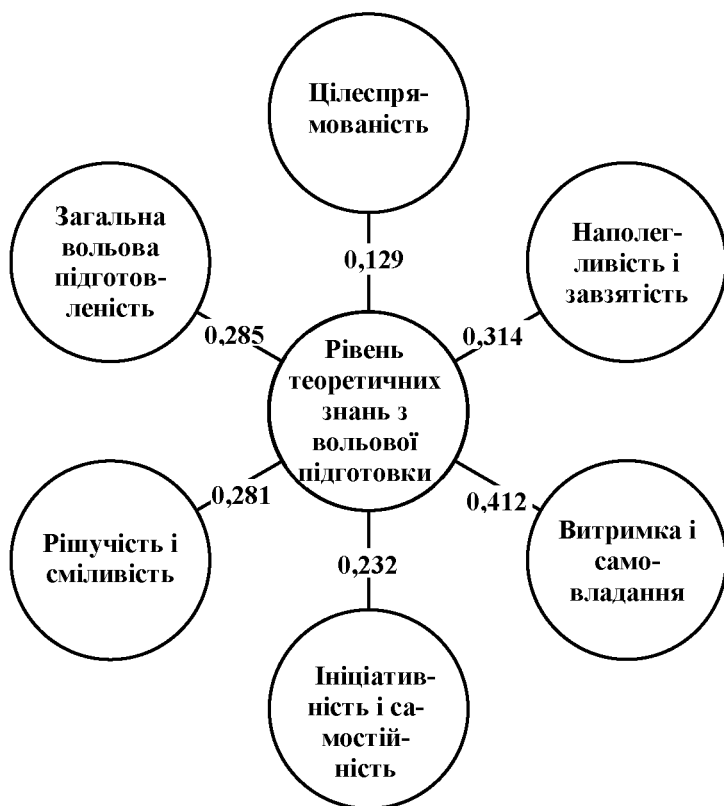 Цілеспря-
мованість
Загальна
вольова
підготов-
леність
Наполег-
ливість і
завзятість
0,129
0,285
0,314
Рівень
теоретичних
знань з
вольової
підготовки
0,281
0,412
Рішучість і
сміливість
Витримка і
само-
владання
0,232
Ініціатив-
ність і са-
мостій-
ність